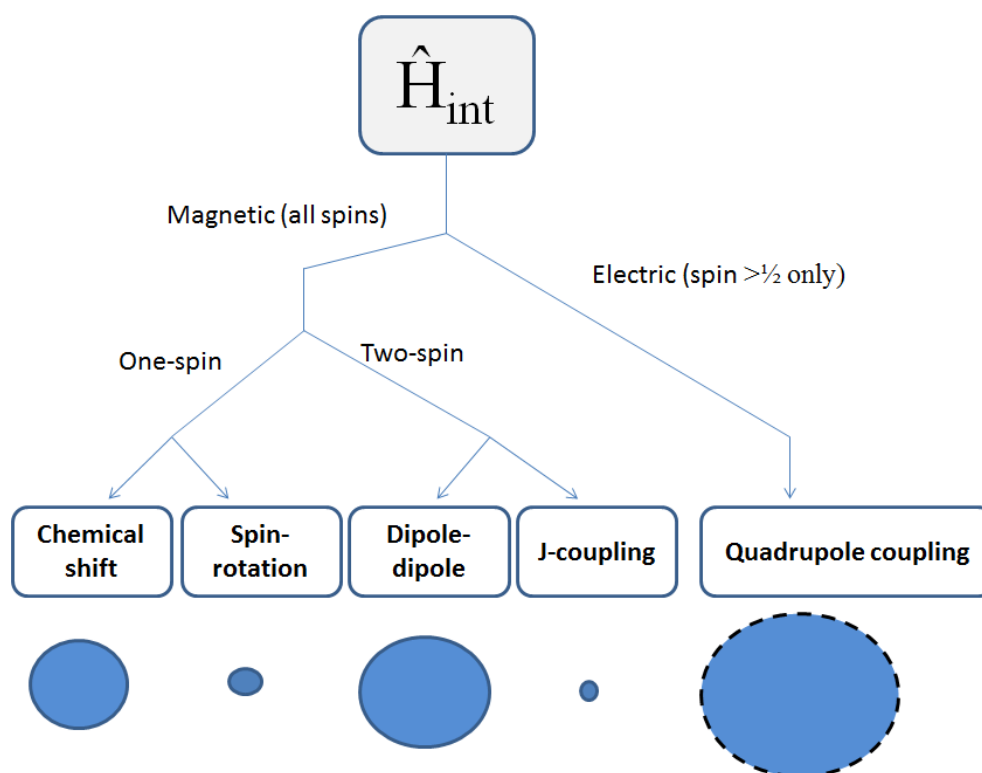 Ĥint
Magnetic (all spins)
Electric (spin >½ only)
One-spin
Two-spin
Chemical
shift
Spin-
rotation
Dipole-
dipole
J-coupling
Quadrupole coupling